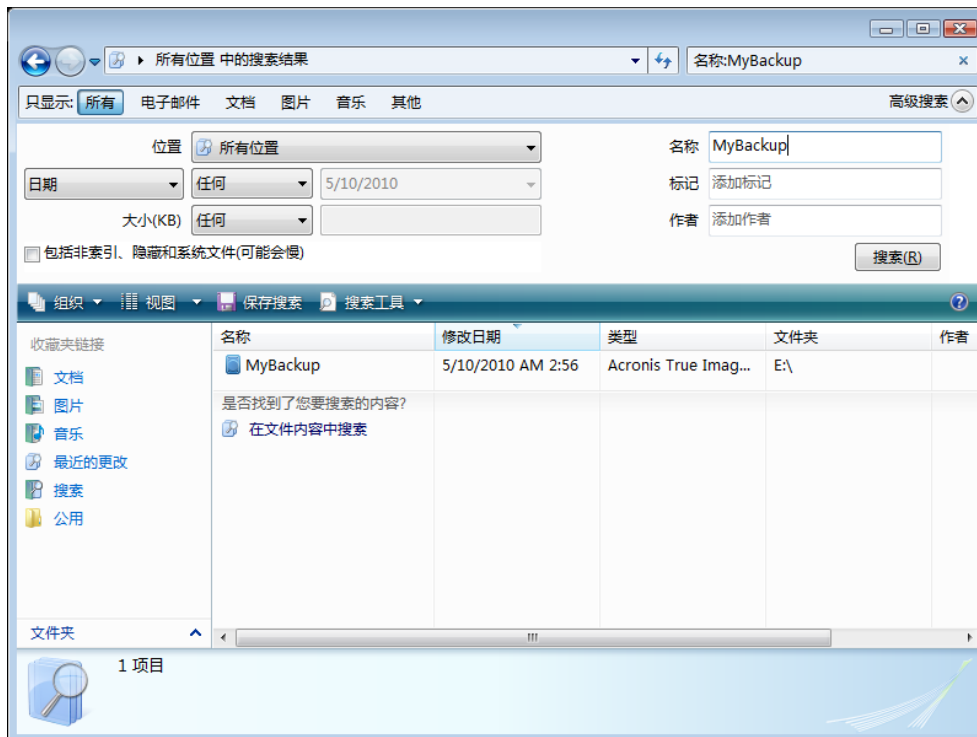 所有位置 中的搜索结果
名称:MyBackup
只显示: 所有 电子邮件 文档 图片 音乐 其他 高级搜索
位置 所有位置 名称 MyBackup
日期 任何 5/10/2010 标记 添加标记
大小(KB) 任何 作者 添加作者
包括非索引、隐藏和系统文件(可能会慢) 搜索(R)
组织 视图 保存搜索 搜索工具
收藏夹链接
文档
图片
音乐
最近的更改
搜索
公用
文件夹
名称 修改日期 类型 文件夹 作者
MyBackup 5/10/2010 AM 2:56 Acronis True Imag... E:\
是否找到了您要搜索的内容?
在文件内容中搜索
1 项目